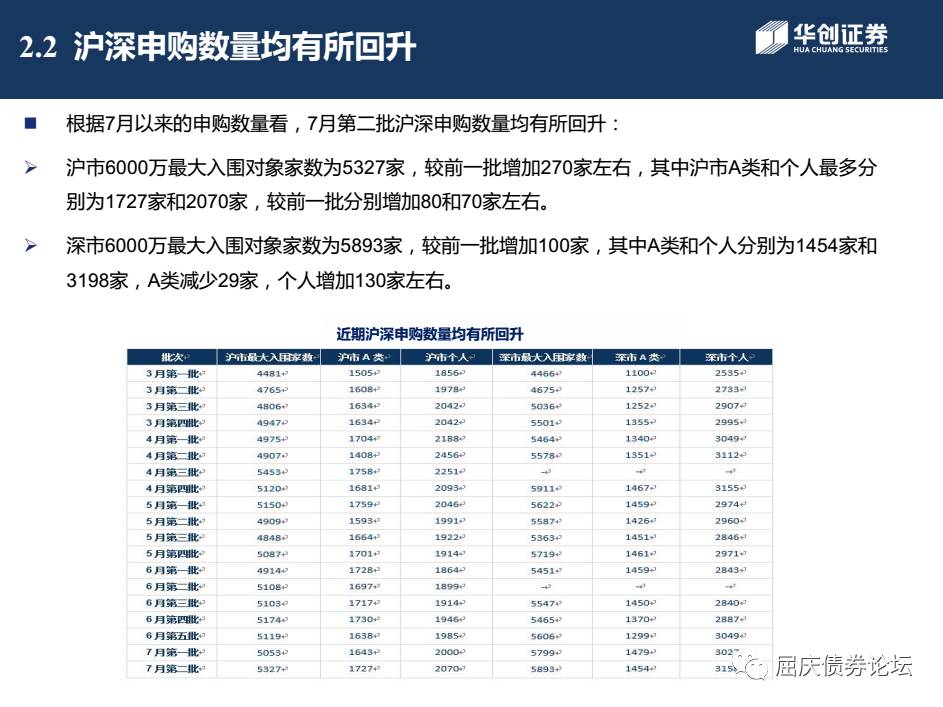 2.2 沪深申购数量均有所回升
华创证券
HUA CHUANG SECURITIES
■ 根据7月以来的申购数量看，7月第二批沪深申购数量均有所回升：
➢ 沪市6000万最大入围对象家数为5327家，较前一批增加270家左右，其中沪市A类和个人最多分
别为1727家和2070家，较前一批分别增加80和70家左右。
➢ 深市6000万最大入围对象家数为5893家，较前一批增加100家，其中A类和个人分别为1454家和
3198家，A类减少29家，个人增加130家左右。
近期沪深申购数量均有所回升
批次 沪市最大入围家数 沪市 A 类 沪市个人 深市最大入围家数 深市 A 类 深市个人
3 月第一批 4481 1505 1856 4466 1100 2535
3 月第二批 4765 1608 1978 4675 1257 2733
3 月第三批 4806 1634 2042 5036 1252 2907
3 月第四批 4947 1634 2042 5501 1355 2995
4 月第一批 4975 1704 2188 5464 1340 3049
4 月第二批 4907 1408 2456 5578 1351 3112
4 月第三批 5453 1758 2251 – – –
4 月第四批 5120 1681 2093 5911 1467 3155
5 月第一批 5150 1759 2046 5622 1459 2974
5 月第二批 4909 1593 1991 5587 1426 2960
5 月第三批 4848 1664 1922 5363 1451 2846
5 月第四批 5087 1701 1914 5719 1461 2971
6 月第一批 4914 1728 1864 5451 1459 2843
6 月第二批 5108 1697 1899 – – –
6 月第三批 5103 1717 1914 5547 1450 2840
6 月第四批 5174 1730 1946 5465 1370 2887
6 月第五批 5119 1638 1985 5606 1299 3049
7 月第一批 5053 1643 2000 5799 1479 3027
7 月第二批 5327 1727 2070 5893 1454
屈庆债券论坛